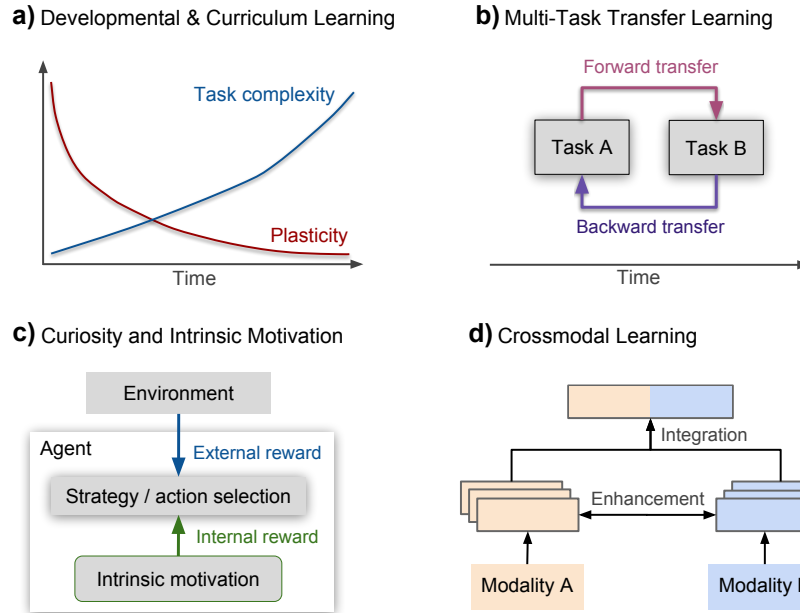 a) Developmental & Curriculum Learning
Task complexity
Plasticity
Time
b) Multi-Task Transfer Learning
Forward transfer
Task A
Task B
Backward transfer
Time
c) Curiosity and Intrinsic Motivation
Environment
Agent
External reward
Strategy / action selection
Internal reward
Intrinsic motivation
d) Crossmodal Learning
Integration
Enhancement
Modality A
Modality